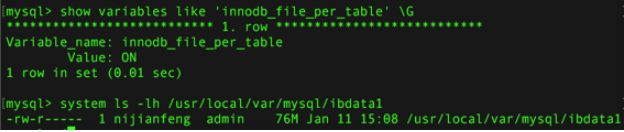 [mysql> show variables like 'innodb_file_per_table' \G
*************************** 1. row ***************************
Variable_name: innodb_file_per_table
Value: ON
1 row in set (0.01 sec)
[mysql> system ls -lh /usr/local/var/mysql/ibdata1
-rw-r----- 1 nijianfeng admin 76M Jan 11 15:08 /usr/local/var/mysql/ibdata1